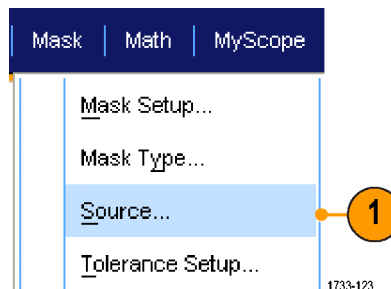 Mask Math MyScope
Mask Setup...
Mask Type...
Source...
1
Tolerance Setup...
1733-123